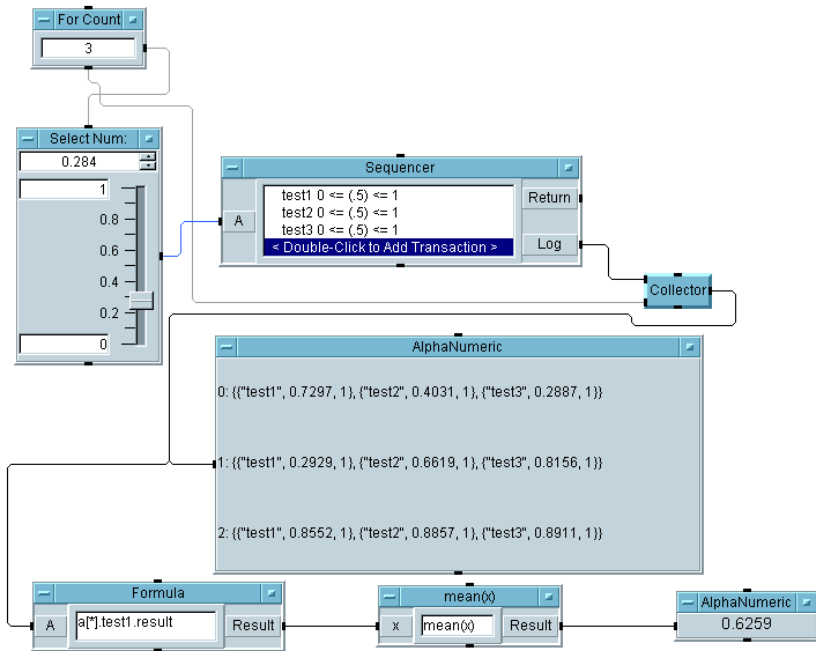 For Count
3
Select Num:
0.284
1
0.8
0.6
0.4
0.2
0
Sequencer
A
test1 0 <= (.5) <= 1
test2 0 <= (.5) <= 1
test3 0 <= (.5) <= 1
< Double-Click to Add Transaction >
Return
Log
Collector
AlphaNumeric
0: {{"test1", 0.7297, 1}, {"test2", 0.4031, 1}, {"test3", 0.2887, 1}}
1: {{"test1", 0.2929, 1}, {"test2", 0.6619, 1}, {"test3", 0.8156, 1}}
2: {{"test1", 0.8552, 1}, {"test2", 0.8857, 1}, {"test3", 0.8911, 1}}
Formula
A
a[*].test1.result
Result
mean(x)
x
mean(x)
Result
AlphaNumeric
0.6259